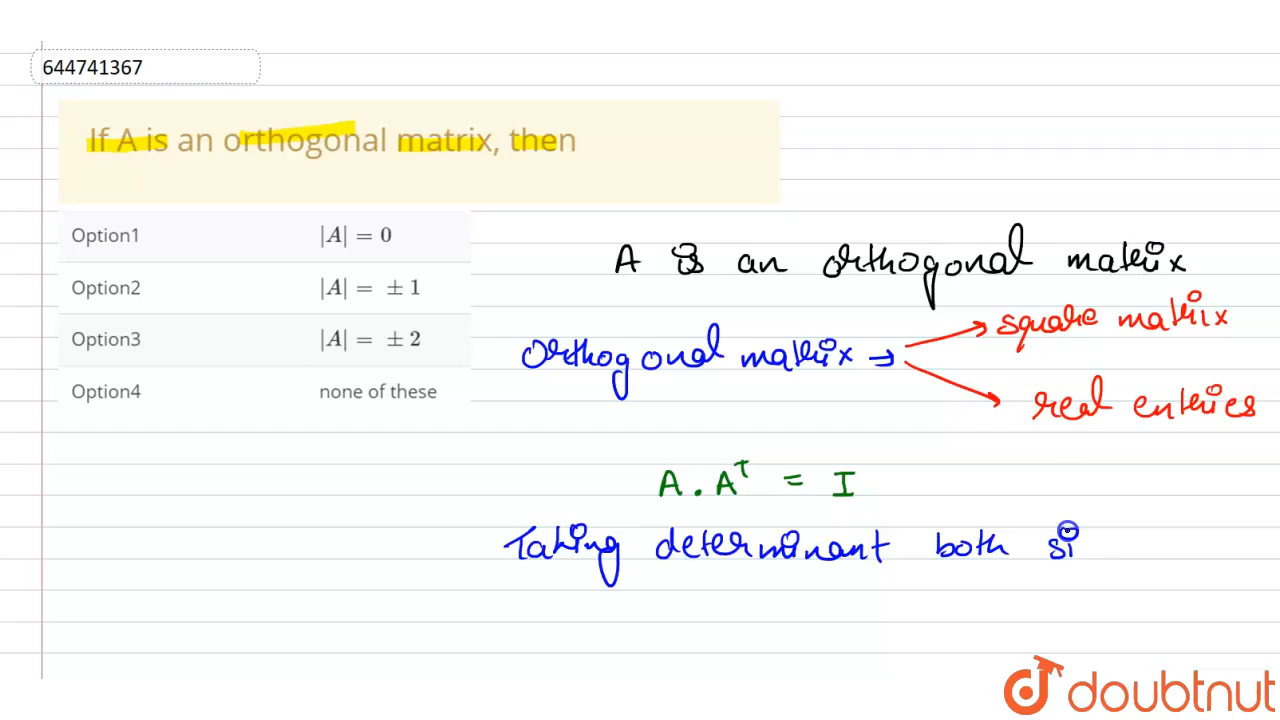 644741367
If A is an orthogonal matrix, then
Option1 |A| = 0
Option2 |A| = ±1
Option3 |A| = ±2
Option4 none of these
A is an orthogonal matrix
Orthogonal matrix → square matrix
real entries
A . Aᵀ = I
Taking determinant both si
doubtnut